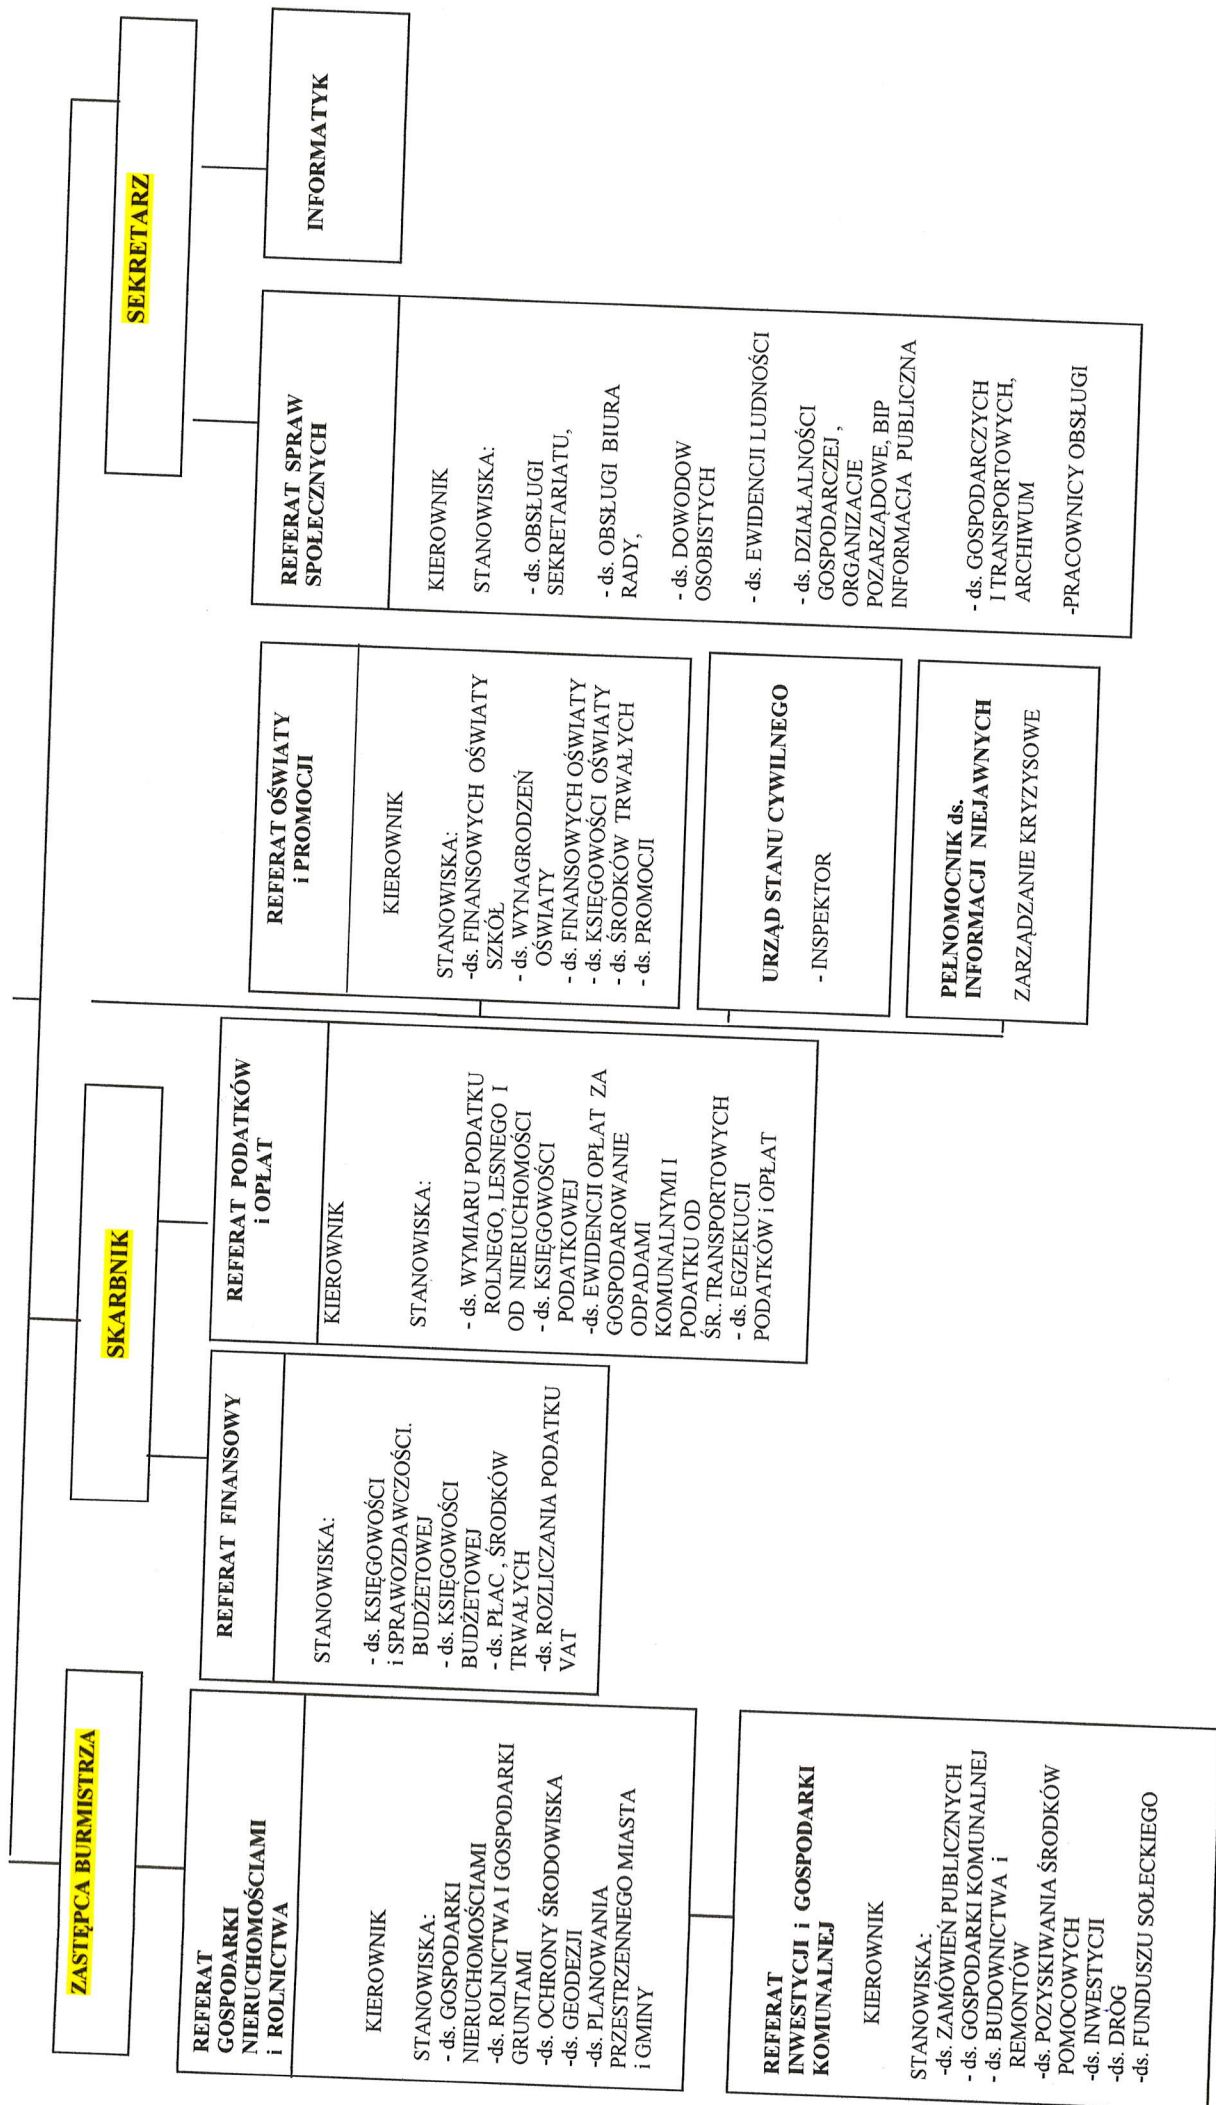 ZASTĘPCA BURMISTRZA
SKARBNIK
SEKRETARZ
REFERAT
GOSPODARKI
NIERUCHOMOŚCIAMI
i ROLNICTWA
KIEROWNIK
STANOWISKA:
- ds. GOSPODARKI
NIERUCHOMOŚCIAMI
-ds. ROLNICTWA I GOSPODARKI
GRUNTAMI
-ds. OCHRONY ŚRODOWISKA
-ds. GEODEZJI
-ds. PLANOWANIA
PRZESTRZENNEGO MIASTA
i GMINY
REFERAT
INWESTYCJI i GOSPODARKI
KOMUNALNEJ
KIEROWNIK
STANOWISKA:
-ds. ZAMÓWIEŃ PUBLICZNYCH
- ds. GOSPODARKI KOMUNALNEJ
- ds. BUDOWNICTWA i
REMONTÓW
-ds. POZYSKIWANIA ŚRODKÓW
POMOCOWYCH
-ds. INWESTYCJI
-ds. DRÓG
-ds. FUNDUSZU SOŁECKIEGO
REFERAT FINANSOWY
STANOWISKA:
- ds. KSIĘGOWOŚCI
i SPRAWOZDAWCZOŚCI.
BUDŻETOWEJ
- ds. KSIĘGOWOŚCI
BUDŻETOWEJ
- ds. PŁAC , ŚRODKÓW
TRWAŁYCH
-ds. ROZLICZANIA PODATKU
VAT
REFERAT PODATKÓW
i OPŁAT
KIEROWNIK
STANOWISKA:
- ds. WYMIARU PODATKU
ROLNEGO, LESNEGO I
OD NIERUCHOMOŚCI
- ds. KSIĘGOWOŚCI
PODATKOWEJ
-ds. EWIDENCJI OPŁAT ZA
GOSPODAROWANIE
ODPADAMI
KOMUNALNYMI I
PODATKU OD
ŚR..TRANSPORTOWYCH
- ds. EGZEKUCJI
PODATKÓW i OPŁAT
REFERAT OŚWIATY
i PROMOCJI
KIEROWNIK
STANOWISKA:
-ds. FINANSOWYCH OŚWIATY
SZKÓŁ
- ds. WYNAGRODZEŃ
OŚWIATY
- ds. FINANSOWYCH OŚWIATY
- ds. KSIĘGOWOŚCI OŚWIATY
- ds. ŚRODKÓW TRWAŁYCH
- ds. PROMOCJI
URZĄD STANU CYWILNEGO
- INSPEKTOR
PEŁNOMOCNIK ds.
INFORMACJI NIEJAWNYCH
ZARZĄDZANIE KRYZYSOWE
REFERAT SPRAW
SPOŁECZNYCH
KIEROWNIK
STANOWISKA:
- ds. OBSŁUGI
SEKRETARIATU,
- ds. OBSŁUGI BIURA
RADY,
- ds. DOWODOW
OSOBISTYCH
- ds. EWIDENCJI LUDNOŚCI
- ds. DZIAŁALNOŚCI
GOSPODARCZEJ ,
ORGANIZACJE
POZARZĄDOWE, BIP
INFORMACJA PUBLICZNA
- ds. GOSPODARCZYCH
I TRANSPORTOWYCH,
ARCHIWUM
-PRACOWNICY OBSŁUGI
INFORMATYK